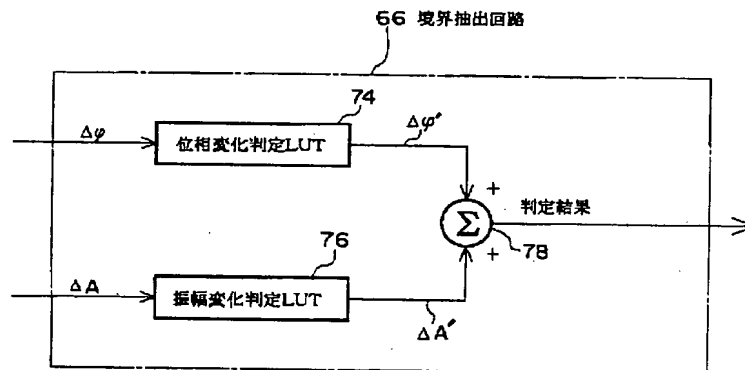 66 境界抽出回路
74
Δφ
位相変化判定LUT
Δφ′
+
Σ
判定結果
78
+
76
ΔA
振幅変化判定LUT
ΔA′